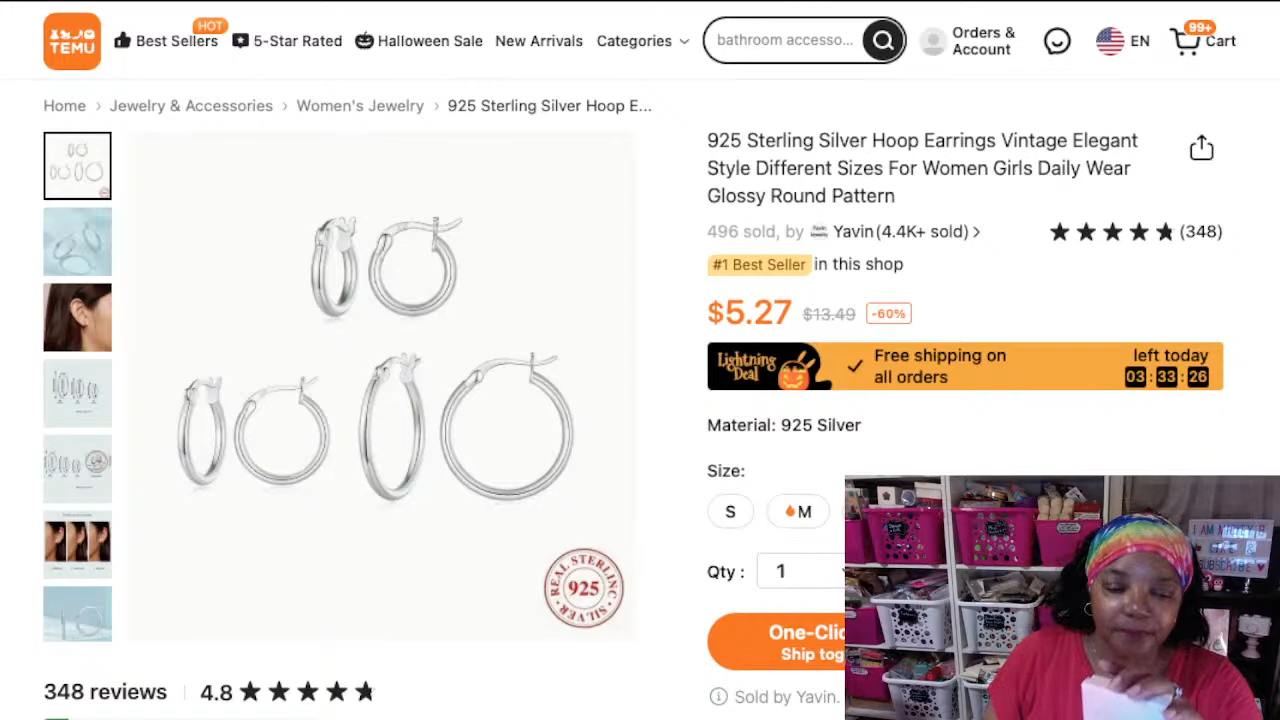 TEMU
Best Sellers
HOT
5-Star Rated
Halloween Sale
New Arrivals
Categories
bathroom accesso...
Orders &
Account
EN
99+
Cart
Home › Jewelry & Accessories › Women's Jewelry › 925 Sterling Silver Hoop E...
925 Sterling Silver Hoop Earrings Vintage Elegant
Style Different Sizes For Women Girls Daily Wear
Glossy Round Pattern
496 sold, by Yavin(4.4K+ sold) ›
(348)
#1 Best Seller in this shop
$5.27 $13.49 -60%
Lightning
Deal
Free shipping on
all orders
left today
03:33:26
Material: 925 Silver
Size:
S
M
Qty :
1
One-Clic
Ship tog
Sold by Yavin.
REAL STERLING
925
SILVER
348 reviews
4.8
SUBSCRIBE